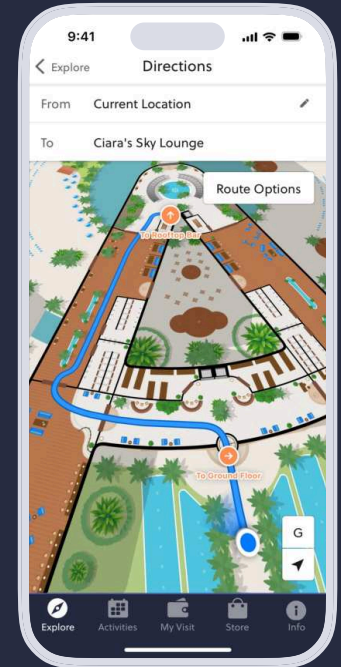 9:41
Explore
Directions
From Current Location
To Ciara's Sky Lounge
Route Options
To Rooftop Bar
To Ground Floor
G
Explore Activities My Visit Store Info